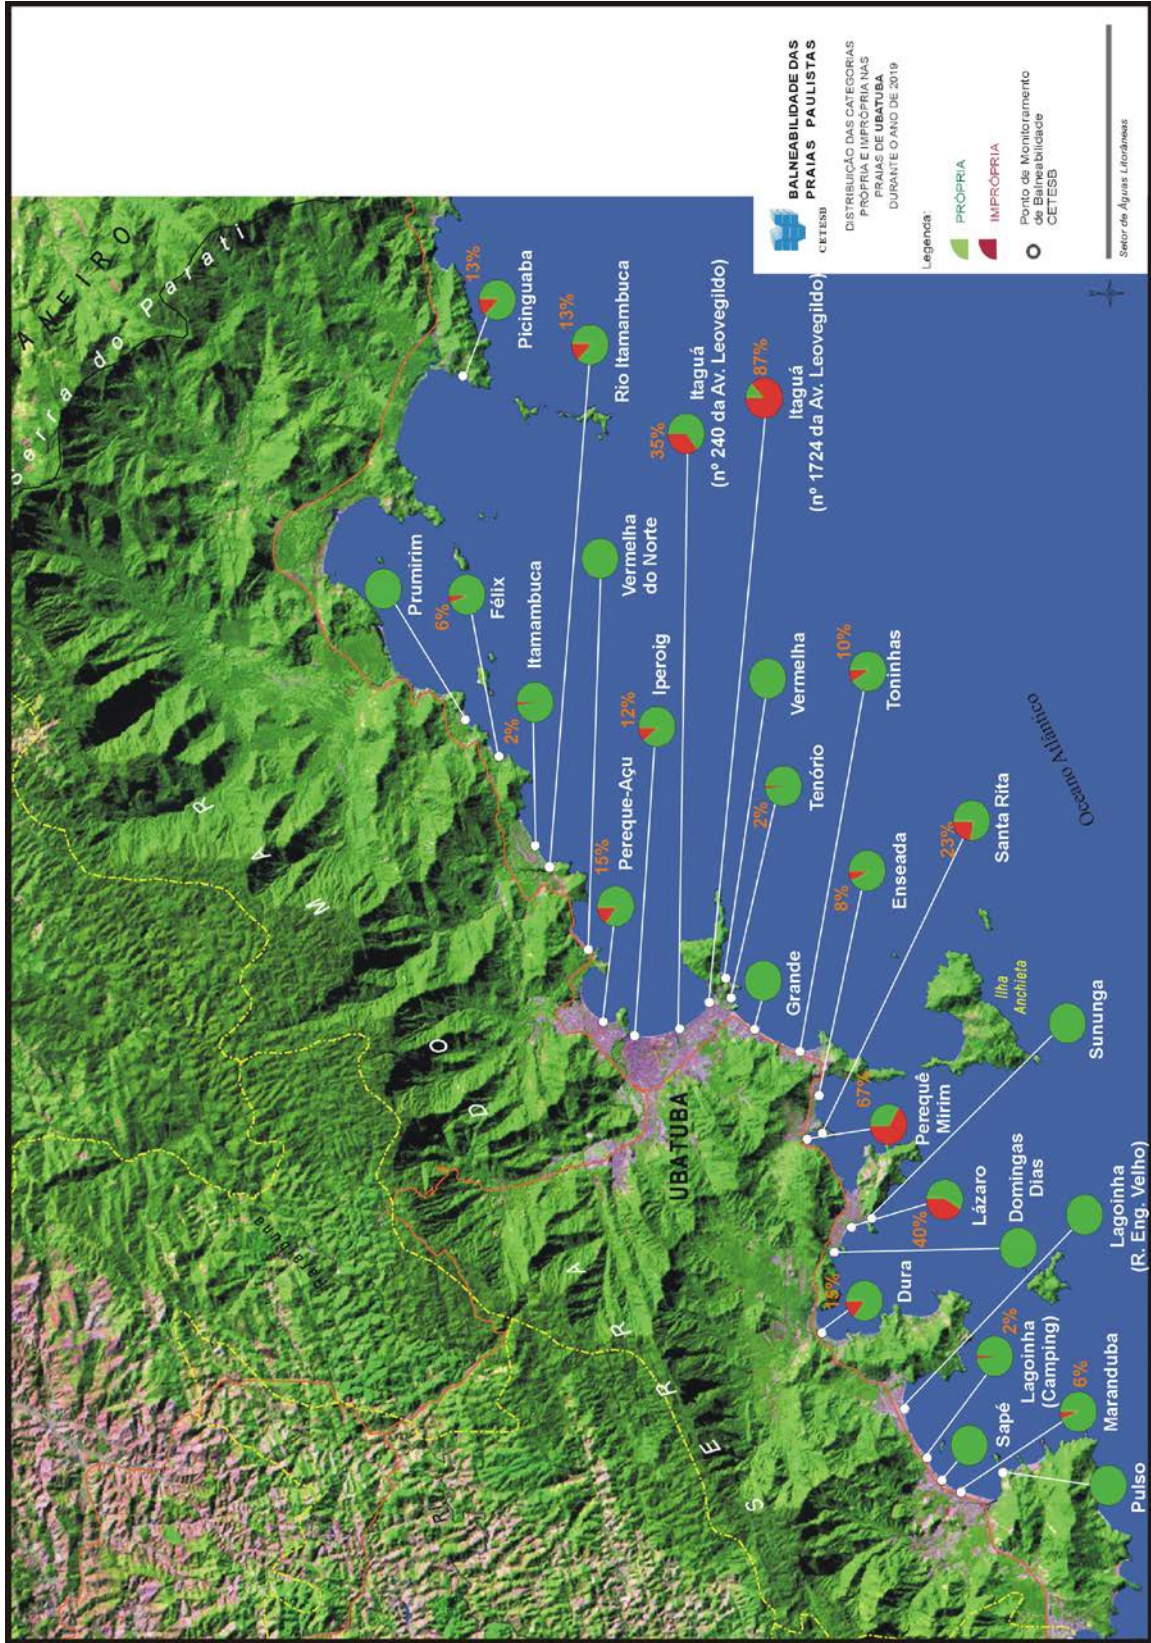 BALNEABILIDADE DAS
PRAIAS PAULISTAS
CETESB
DISTRIBUIÇÃO DAS CATEGORIAS
PRÓPRIA E IMPRÓPRIA NAS
PRAIAS DE UBATUBA
DURANTE O ANO DE 2019
Legenda:
PRÓPRIA
IMPRÓPRIA
Ponto de Monitoramento
de Balneabilidade
CETESB
Setor de Águas Litorâneas
ANEIRO
Serra do Parati
SERRA DO MAR
UBATUBA
Oceano Atlântico
Ilha
Anchieta
13%
Picinguaba
Prumirim
6%
Félix
2%
Itamambuca
13%
Rio Itamambuca
Vermelha
do Norte
15%
Pereque-Açu
12%
Iperoig
35%
Itaguá
(nº 240 da Av. Leovegildo)
87%
Itaguá
(nº 1724 da Av. Leovegildo)
Vermelha
2%
Tenório
Grande
10%
Toninhas
8%
Enseada
23%
Santa Rita
67%
Perequê
Mirim
Sununga
40%
Lázaro
Domingas
Dias
15%
Dura
Lagoinha
(R. Eng. Velho)
2%
Lagoinha
(Camping)
Sapé
6%
Maranduba
Pulso